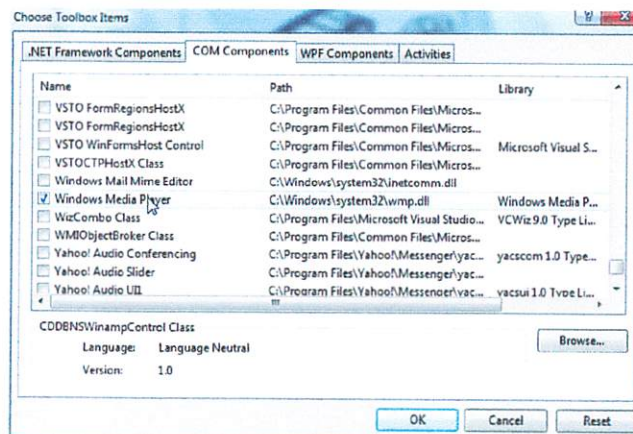 Choose Toolbox Items
.NET Framework Components COM Components WPF Components Activities
Name Path Library
VSTO FormRegionsHostX C:\Program Files\Common Files\Micros...
VSTO FormRegionsHostX C:\Program Files\Common Files\Micros...
VSTO WinFormsHost Control C:\Program Files\Common Files\Micros... Microsoft Visual S...
VSTOCTPHostX Class C:\Program Files\Common Files\Micros...
Windows Mail Mime Editor C:\Windows\system32\inetcomm.dll
Windows Media Player C:\Windows\system32\wmp.dll Windows Media P...
WizCombo Class C:\Program Files\Microsoft Visual Studio... VCWiz 9.0 Type Li...
WMIObjectBroker Class C:\Program Files\Common Files\Micros...
Yahoo! Audio Conferencing C:\Program Files\Yahoo!\Messenger\yac... yacscom 1.0 Type...
Yahoo! Audio Slider C:\Program Files\Yahoo!\Messenger\yac...
Yahoo! Audio UI1 C:\Program Files\Yahoo!\Messenger\yac... yacsui 1.0 Type Li...
CDDBNSWinampControl Class
Browse...
Language: Language Neutral
Version: 1.0
OK Cancel Reset